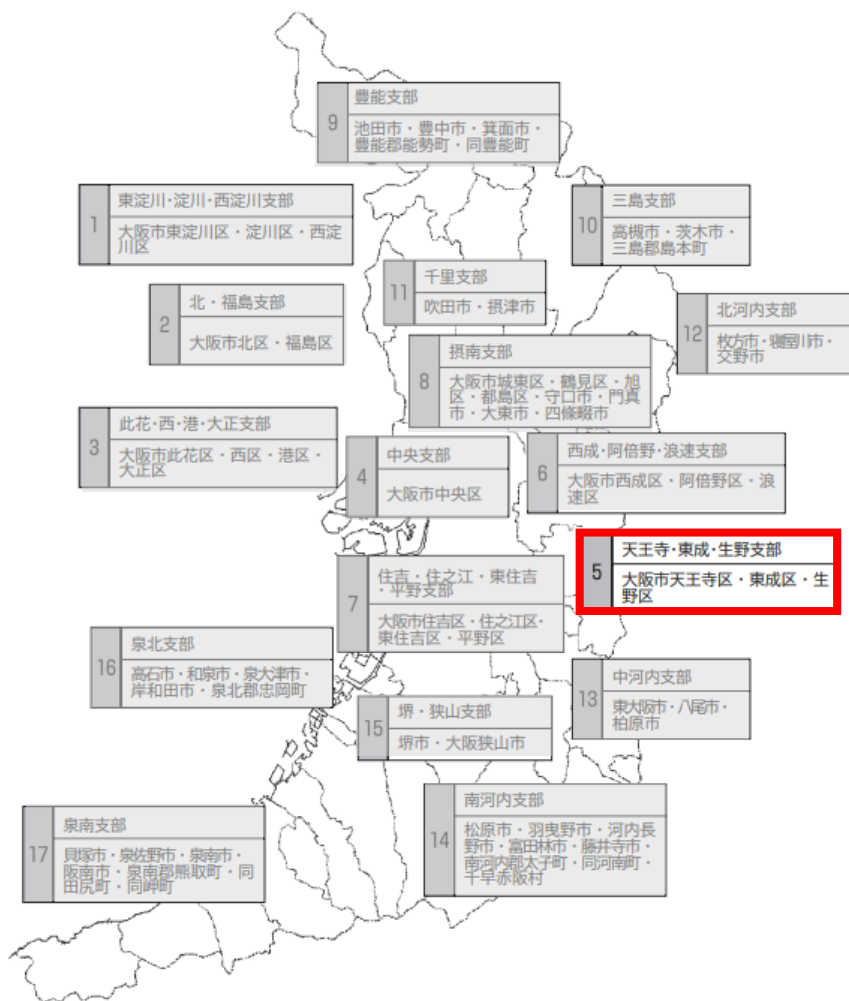 9
豊能支部
池田市・豊中市・箕面市・
豊能郡能勢町・同豊能町
1
東淀川・淀川・西淀川支部
大阪市東淀川区・淀川区・西淀
川区
10
三島支部
高槻市・茨木市・
三島郡島本町
11
千里支部
吹田市・摂津市
2
北・福島支部
大阪市北区・福島区
12
北河内支部
枚方市・寝屋川市・
交野市
8
摂南支部
大阪市城東区・鶴見区・旭
区・都島区・守口市・門真
市・大東市・四條畷市
3
此花・西・港・大正支部
大阪市此花区・西区・港区・
大正区
4
中央支部
大阪市中央区
6
西成・阿倍野・浪速支部
大阪市西成区・阿倍野区・浪
速区
5
天王寺・東成・生野支部
大阪市天王寺区・東成区・生
野区
7
住吉・住之江・東住吉
・平野支部
大阪市住吉区・住之江区・
東住吉区・平野区
16
泉北支部
高石市・和泉市・泉大津市・
岸和田市・泉北郡忠岡町
13
中河内支部
東大阪市・八尾市・
柏原市
15
堺・狭山支部
堺市・大阪狭山市
14
南河内支部
松原市・羽曳野市・河内長
野市・富田林市・藤井寺市・
南河内郡太子町・同河南町・
千早赤阪村
17
泉南支部
貝塚市・泉佐野市・泉南市・
阪南市・泉南郡熊取町・同
田尻町・同岬町